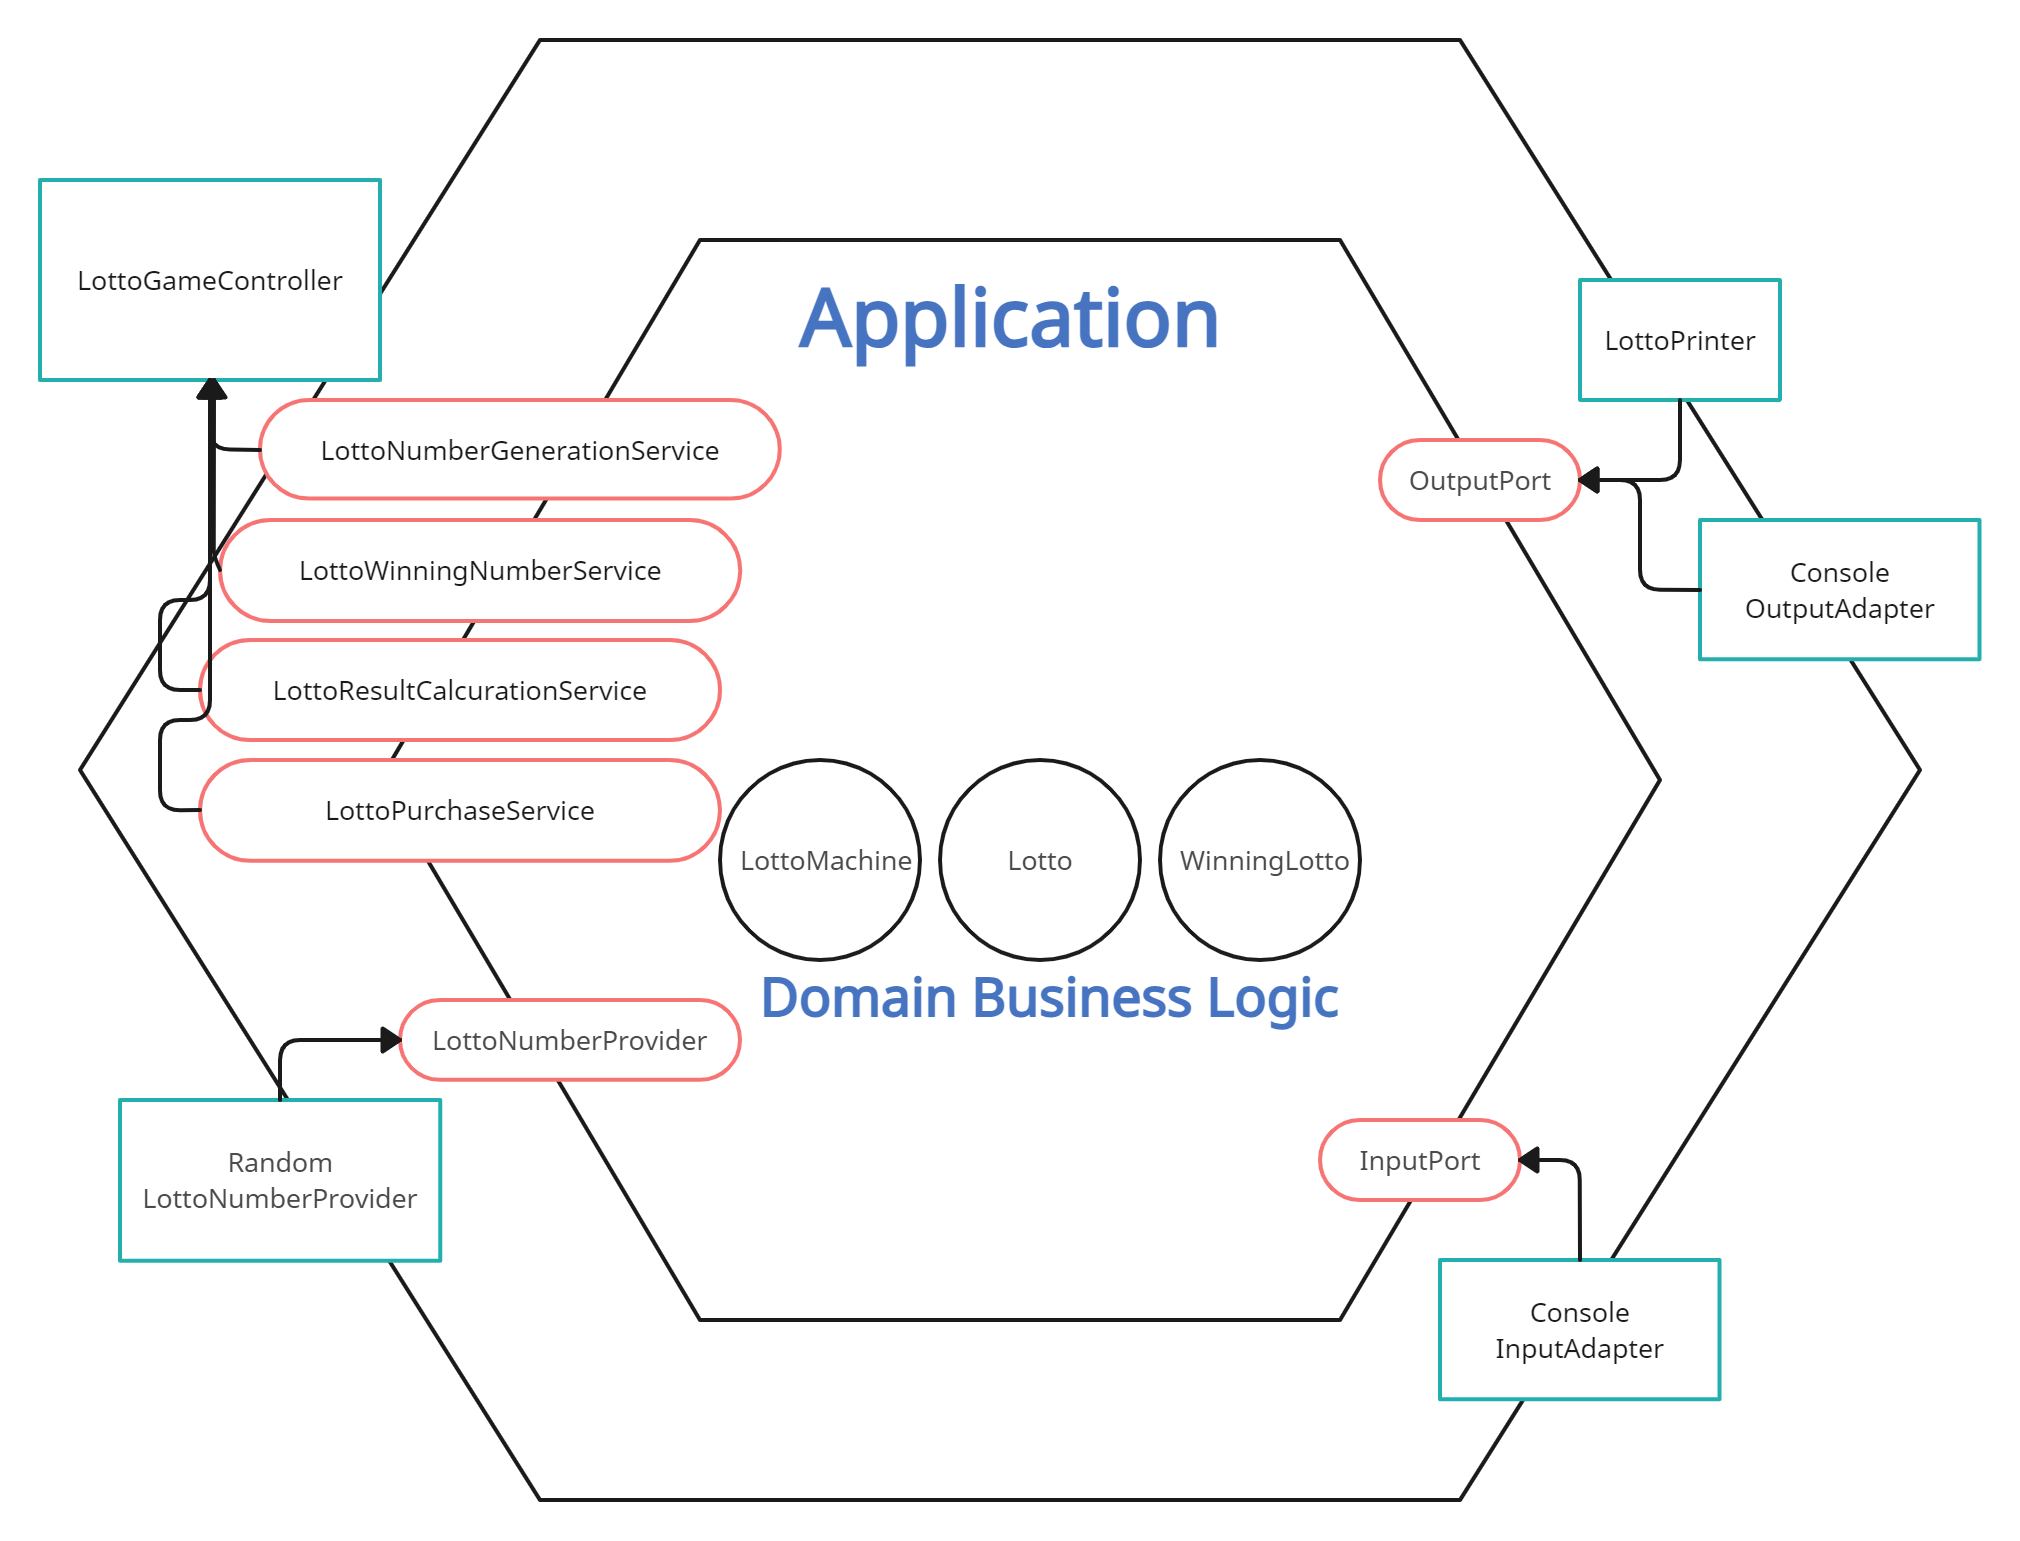 Application
LottoGameController
LottoPrinter
LottoNumberGenerationService
OutputPort
LottoWinningNumberService
Console
OutputAdapter
LottoResultCalcurationService
LottoPurchaseService
LottoMachine
Lotto
WinningLotto
Domain Business Logic
LottoNumberProvider
Random
LottoNumberProvider
InputPort
Console
InputAdapter